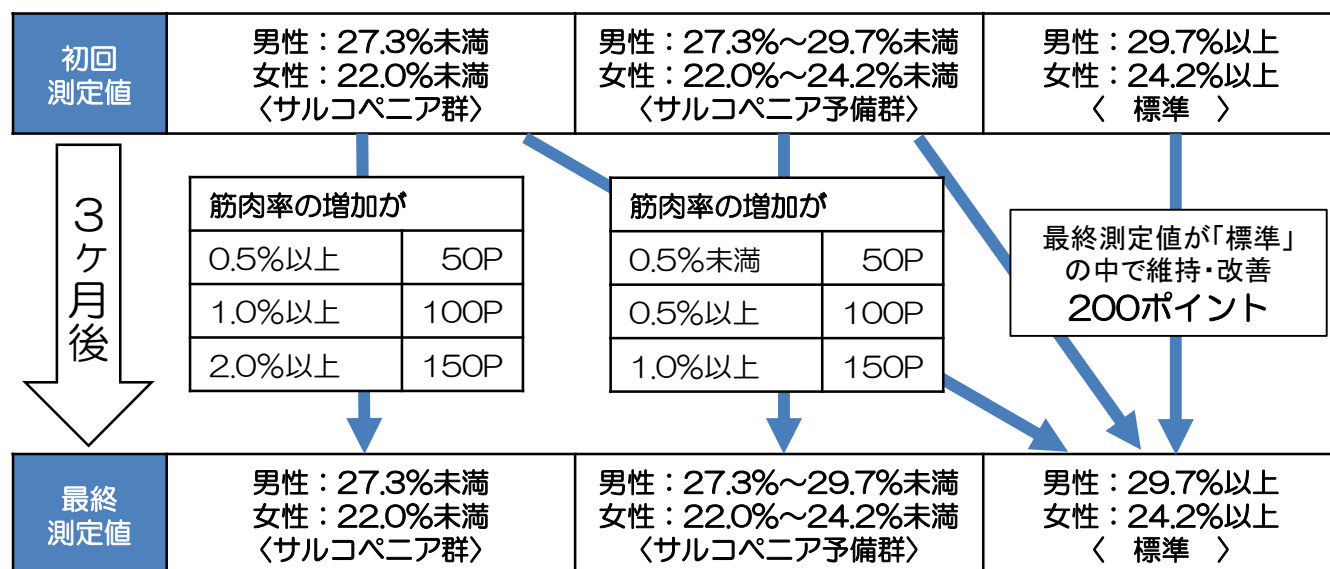 初回
測定値
男性：27.3%未満
女性：22.0%未満
〈サルコペニア群〉
男性：27.3%～29.7%未満
女性：22.0%～24.2%未満
〈サルコペニア予備群〉
男性：29.7%以上
女性：24.2%以上
〈　標準　〉
３ヶ月後
筋肉率の増加が
0.5%以上 50P
1.0%以上 100P
2.0%以上 150P
筋肉率の増加が
0.5%未満 50P
0.5%以上 100P
1.0%以上 150P
最終測定値が「標準」
の中で維持・改善
200ポイント
最終
測定値
男性：27.3%未満
女性：22.0%未満
〈サルコペニア群〉
男性：27.3%～29.7%未満
女性：22.0%～24.2%未満
〈サルコペニア予備群〉
男性：29.7%以上
女性：24.2%以上
〈　標準　〉